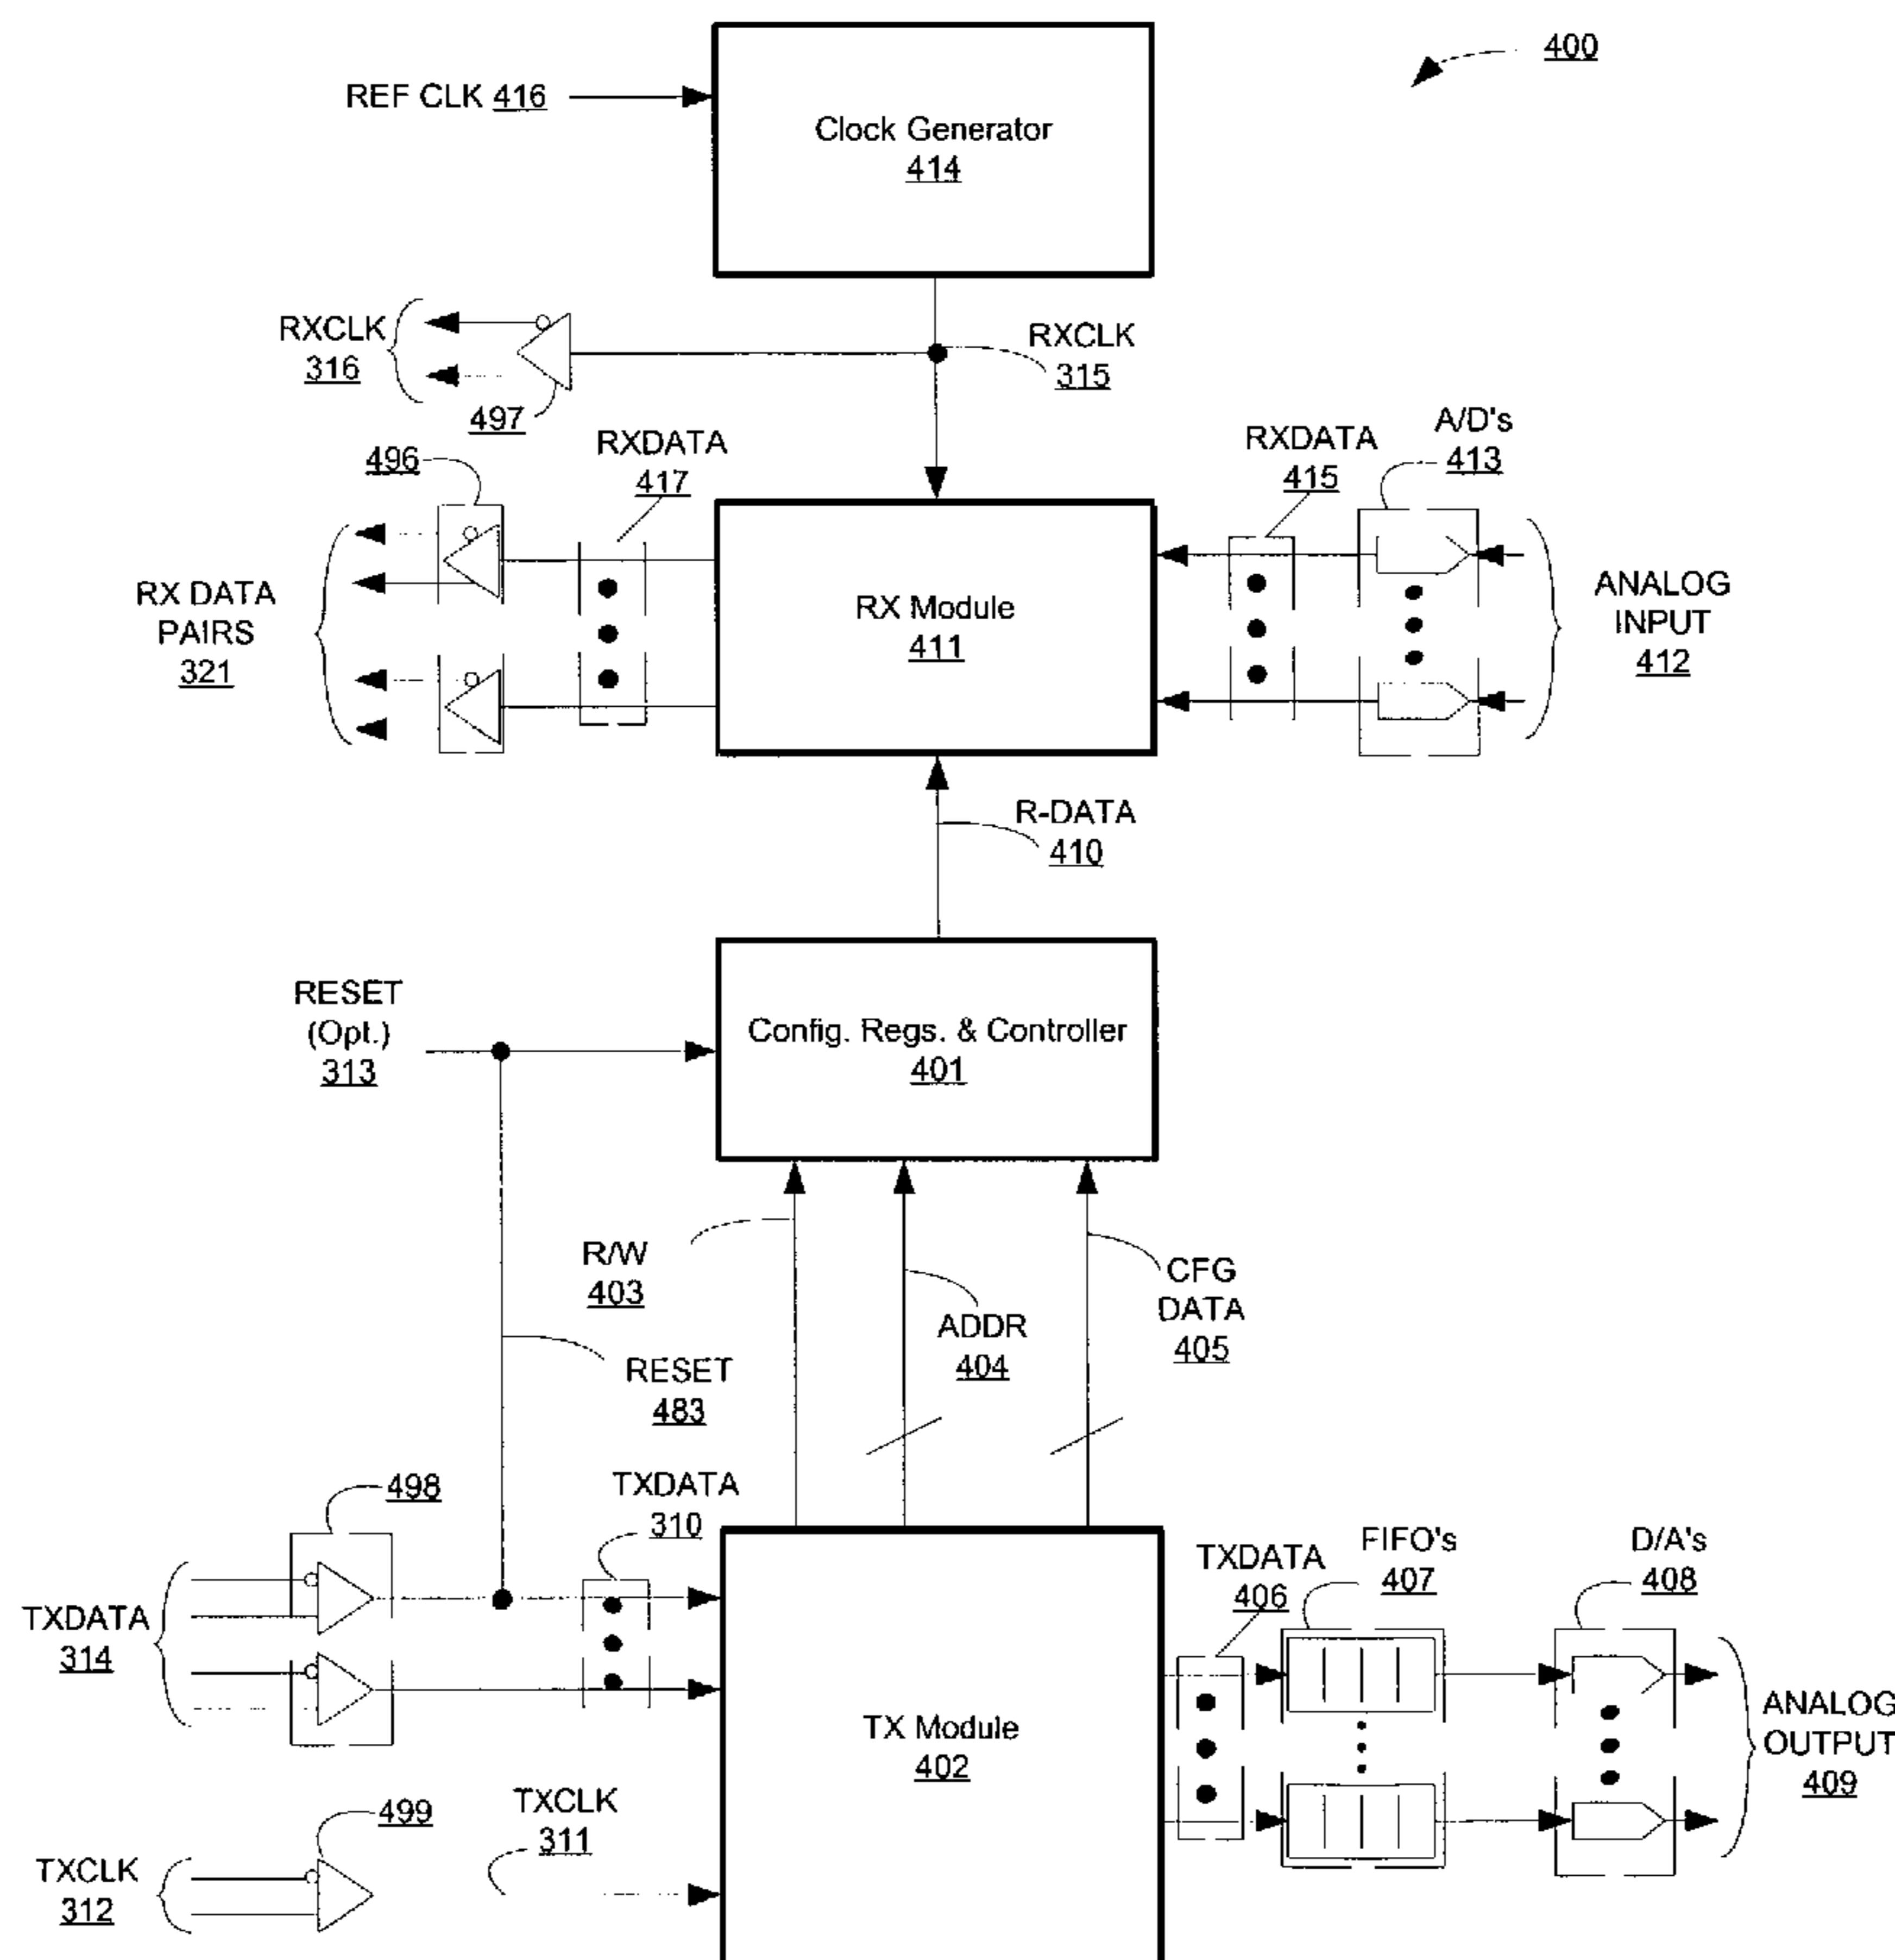 400
REF CLK 416
Clock Generator
414
RXCLK
316
RXCLK
315
497
496
RXDATA
417
RXDATA
415
A/D's
413
RX DATA
PAIRS
321
RX Module
411
ANALOG
INPUT
412
R-DATA
410
RESET
(Opt.)
313
Config. Regs. & Controller
401
R/W
403
ADDR
404
CFG
DATA
405
RESET
483
498
TXDATA
310
TXDATA
314
TXDATA
406
FIFO's
407
D/A's
408
TX Module
402
ANALOG
OUTPUT
409
499
TXCLK
311
TXCLK
312